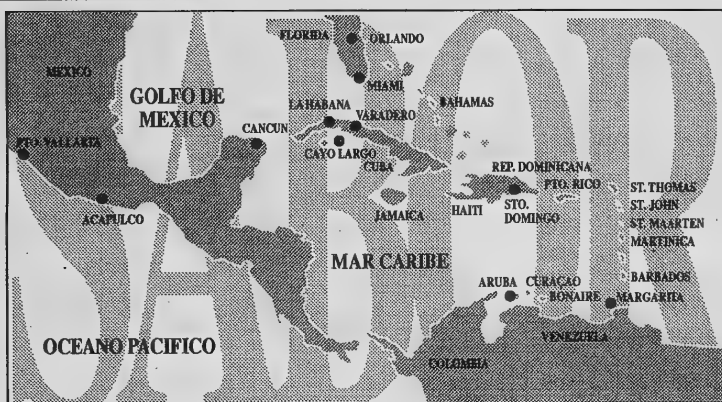 SABOR
FLORIDA
ORLANDO
MEXICO
MIAMI
GOLFO DE
MEXICO
BAHAMAS
LA HABANA
VARADERO
CANCUN
PTO. VALLARTA
CAYO LARGO
CUBA
REP. DOMINICANA
PTO. RICO
ST. THOMAS
ACAPULCO
JAMAICA
HAITI
STO.
DOMINGO
ST. JOHN
ST. MAARTEN
MARTINICA
MAR CARIBE
BARBADOS
ARUBA
CURAÇAO
BONAIRE
MARGARITA
OCEANO PACIFICO
VENEZUELA
COLOMBIA